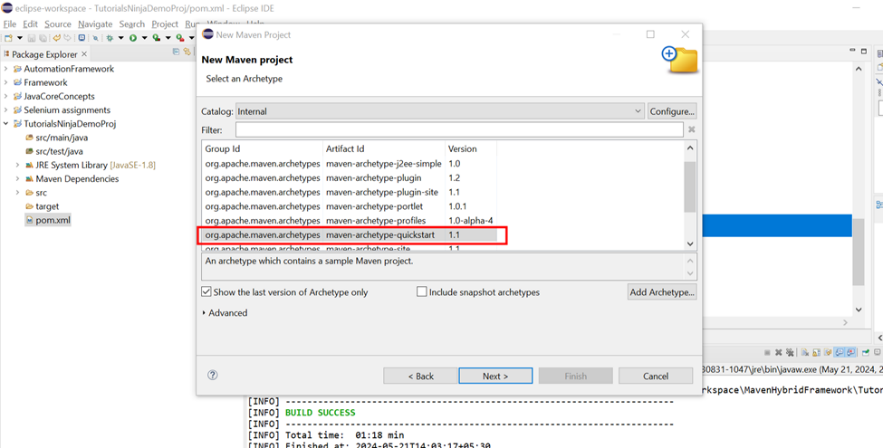 eclipse-workspace - TutorialsNinjaDemoProj/pom.xml - Eclipse IDE
File Edit Source Navigate Search Project Run Window Help
Package Explorer
AutomationFramework
Framework
JavaCoreConcepts
Selenium assignments
TutorialsNinjaDemoProj
src/main/java
src/test/java
JRE System Library [JavaSE-1.8]
Maven Dependencies
src
target
pom.xml
New Maven Project
New Maven project
Select an Archetype
Catalog: Internal Configure...
Filter:
Group Id Artifact Id Version
org.apache.maven.archetypes maven-archetype-j2ee-simple 1.0
org.apache.maven.archetypes maven-archetype-plugin 1.2
org.apache.maven.archetypes maven-archetype-plugin-site 1.1
org.apache.maven.archetypes maven-archetype-portlet 1.0.1
org.apache.maven.archetypes maven-archetype-profiles 1.0-alpha-4
org.apache.maven.archetypes maven-archetype-quickstart 1.1
org.apache.maven.archetypes maven-archetype-site 1.1
An archetype which contains a sample Maven project.
Show the last version of Archetype only Include snapshot archetypes Add Archetype...
Advanced
< Back Next > Finish Cancel
30831-1047\jre\bin\javaw.exe (May 21, 2024, 2
rkspace\MavenHybridFramework\Tutor
[INFO] ------------------------------------------------------------------------
[INFO] BUILD SUCCESS
[INFO] ------------------------------------------------------------------------
[INFO] Total time: 01:18 min
[INFO] Finished at: 2024-05-21T14:03:17+05:30